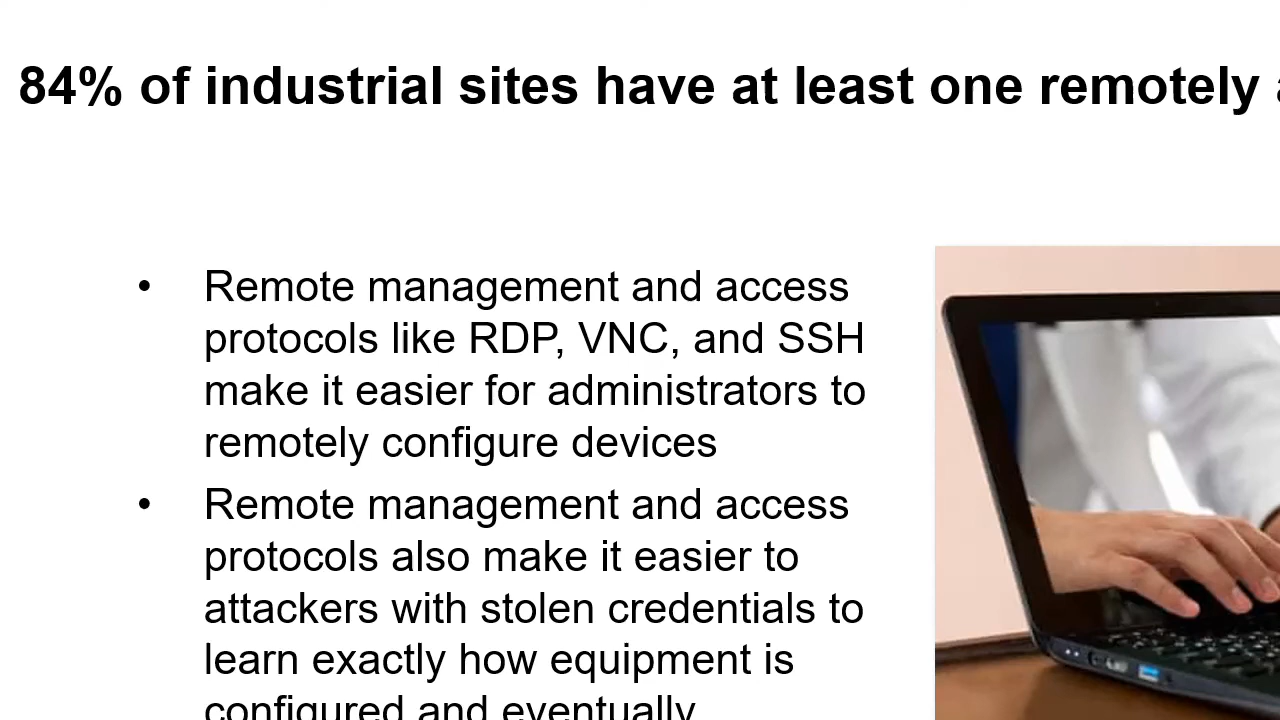 84% of industrial sites have at least one remotely
• Remote management and access
protocols like RDP, VNC, and SSH
make it easier for administrators to
remotely configure devices
• Remote management and access
protocols also make it easier to
attackers with stolen credentials to
learn exactly how equipment is
configured and eventually